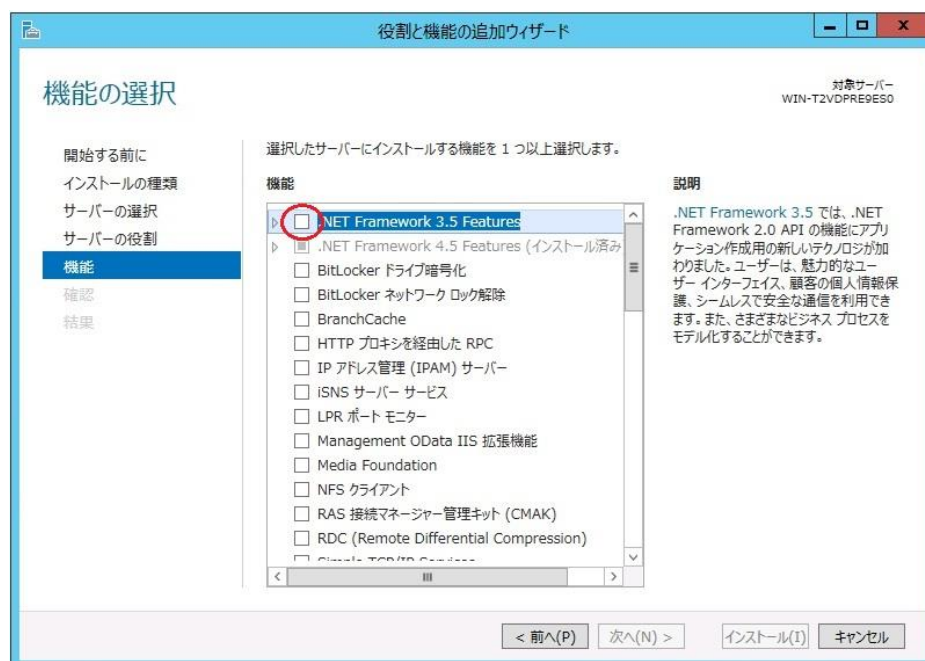 役割と機能の追加ウィザード
機能の選択
対象サーバー
WIN-T2VDPRE9ES0
開始する前に
インストールの種類
サーバーの選択
サーバーの役割
機能
確認
結果
選択したサーバーにインストールする機能を 1 つ以上選択します。
機能
.NET Framework 3.5 Features
.NET Framework 4.5 Features (インストール済み
BitLocker ドライブ暗号化
BitLocker ネットワーク ロック解除
BranchCache
HTTP プロキシを経由した RPC
IP アドレス管理 (IPAM) サーバー
iSNS サーバー サービス
LPR ポート モニター
Management OData IIS 拡張機能
Media Foundation
NFS クライアント
RAS 接続マネージャー管理キット (CMAK)
RDC (Remote Differential Compression)
Simple TCP/IP Services
説明
.NET Framework 3.5 では、.NET
Framework 2.0 API の機能にアプリ
ケーション作成用の新しいテクノロジが加
わりました。ユーザーは、魅力的なユー
ザー インターフェイス、顧客の個人情報保
護、シームレスで安全な通信を利用でき
ます。また、さまざまなビジネス プロセスを
モデル化することができます。
< 前へ(P)
次へ(N) >
インストール(I)
キャンセル